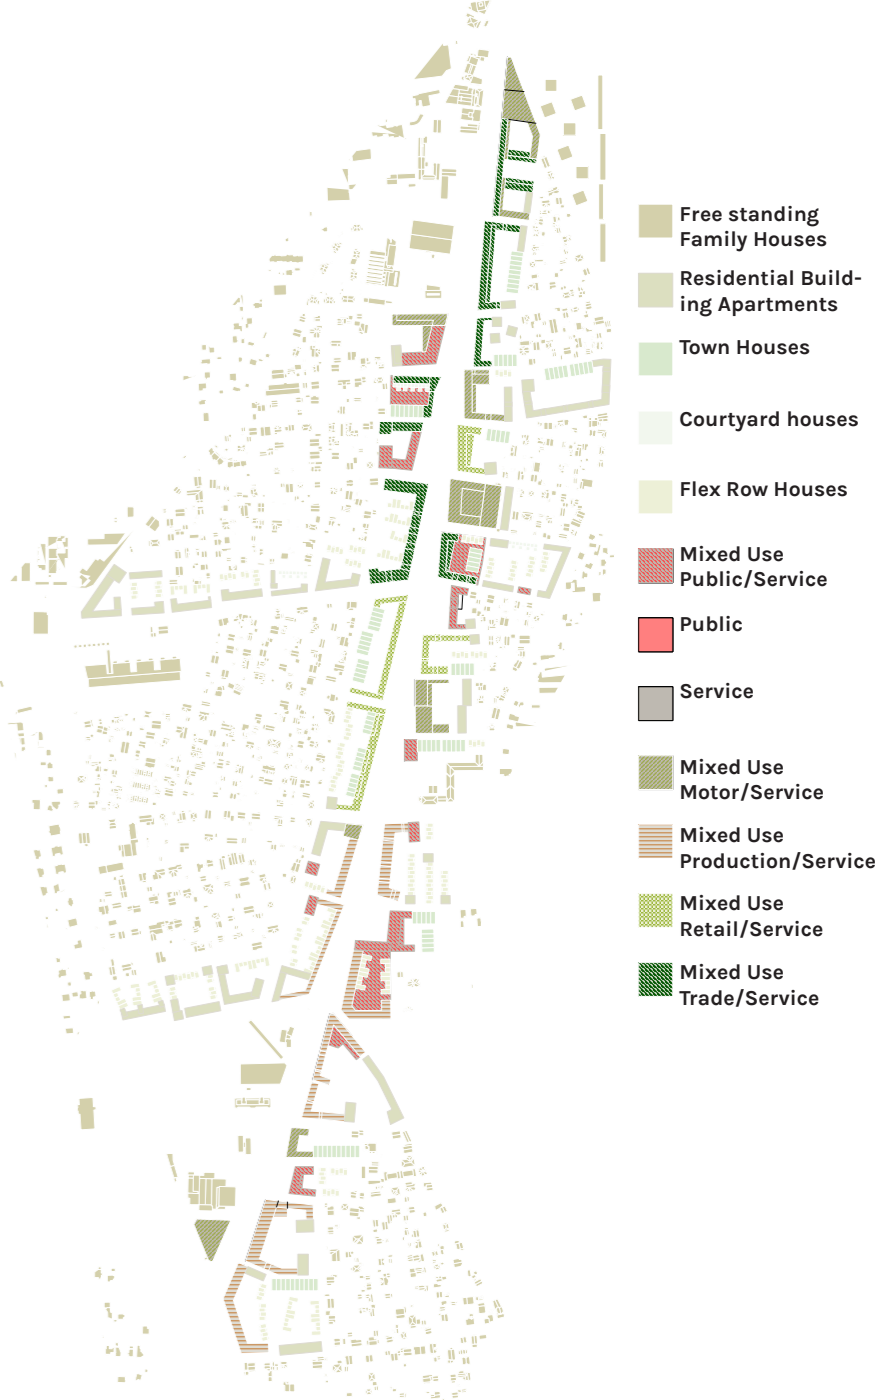 Free standing
Family Houses
Residential Build-
ing Apartments
Town Houses
Courtyard houses
Flex Row Houses
Mixed Use
Public/Service
Public
Service
Mixed Use
Motor/Service
Mixed Use
Production/Service
Mixed Use
Retail/Service
Mixed Use
Trade/Service